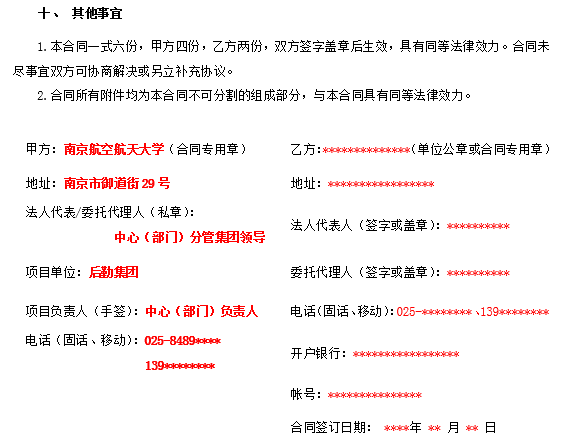 十、 其他事宜
1.本合同一式六份，甲方四份，乙方两份，双方签字盖章后生效，具有同等法律效力。合同未
尽事宜双方可协商解决或另立补充协议。
2.合同所有附件均为本合同不可分割的组成部分，与本合同具有同等法律效力。
甲方：南京航空航天大学（合同专用章）
地址：南京市御道街29号
法人代表/委托代理人（私章）：
中心（部门）分管集团领导
项目单位：后勤集团
项目负责人（手签）：中心（部门）负责人
电话（固话、移动）：025-8489****
139********
乙方：**************（单位公章或合同专用章）
地址：*****************
法人代表人（签字或盖章）：**********
委托代理人（签字或盖章）：**********
电话（固话、移动）：025-********、139********
开户银行：*****************
帐号：***************
合同签订日期： ****年 ** 月 ** 日